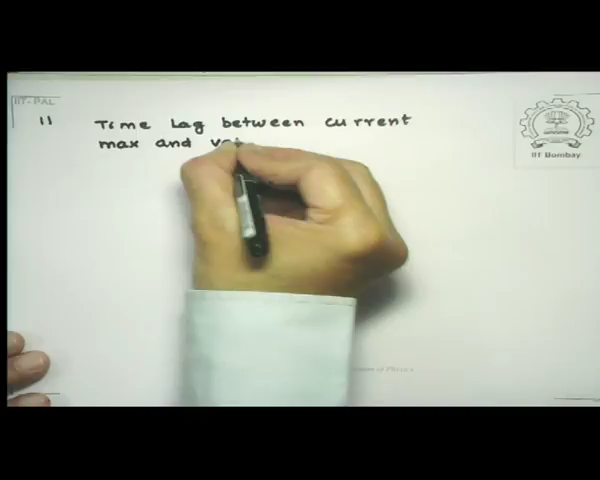 IIT-PAL
11 Time Lag between current
max and
IIT Bombay